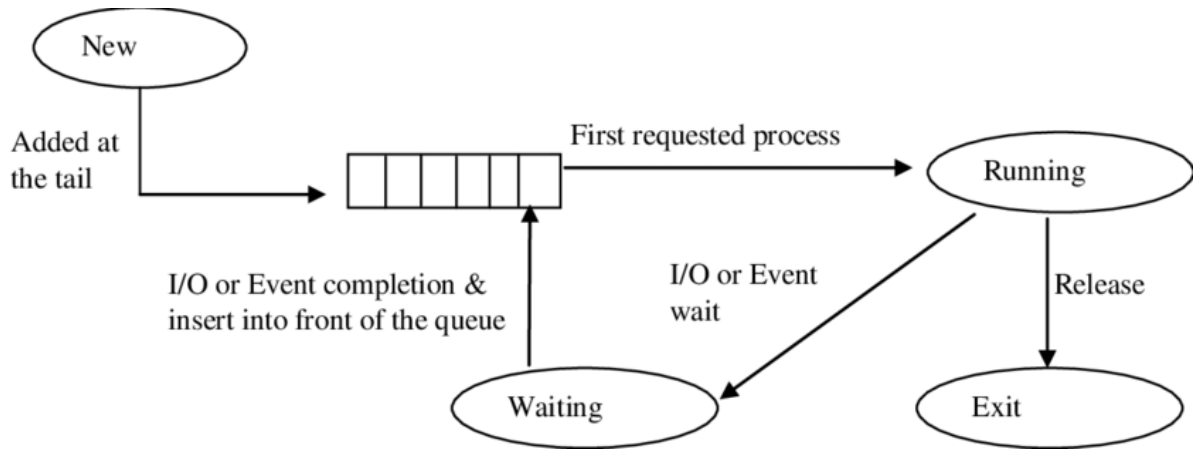 New
Added at
the tail
First requested process
Running
I/O or Event completion &
insert into front of the queue
I/O or Event
wait
Release
Waiting
Exit